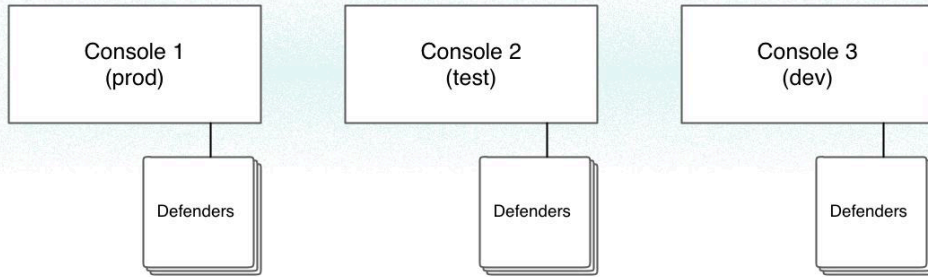 Console 1
(prod)
Console 2
(test)
Console 3
(dev)
Defenders
Defenders
Defenders